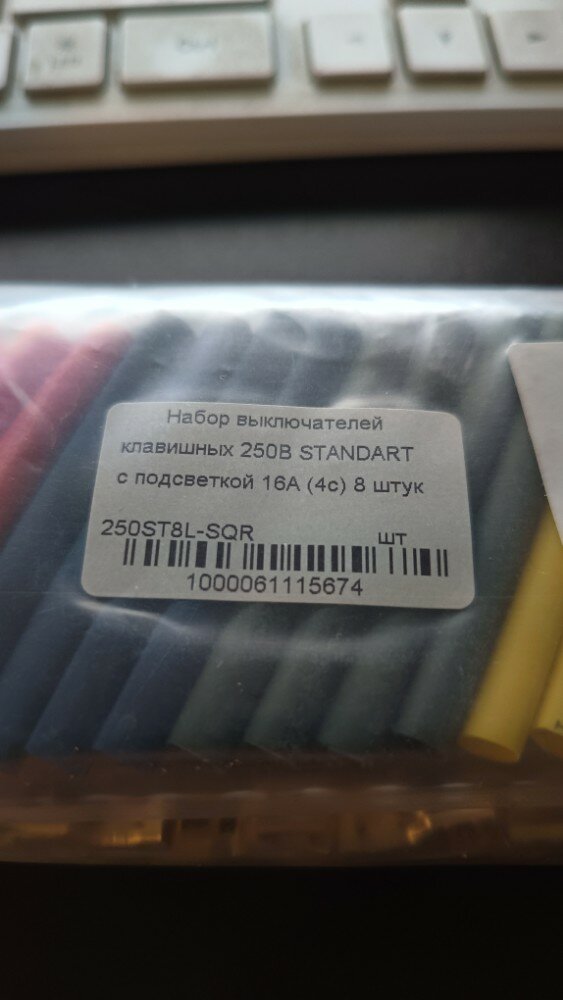 Набор выключателей
клавишных 250В STANDART
с подсветкой 16А (4с) 8 штук
250ST8L-SQR шт
1000061115674